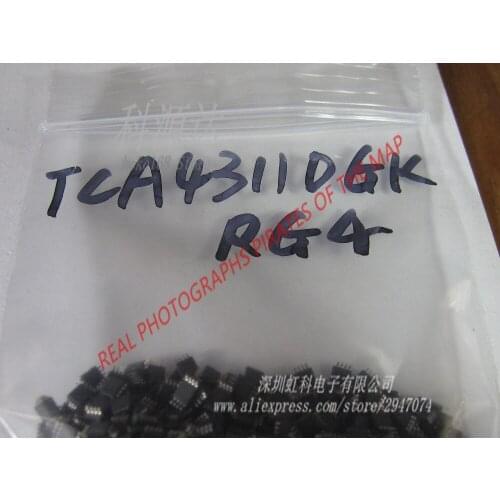 TCA4311DGK
RG4
REAL PHOTOGRAPHS PIRATES OF THE MAP
深圳虹科电子有限公司
www.aliexpress.com/store/2947074